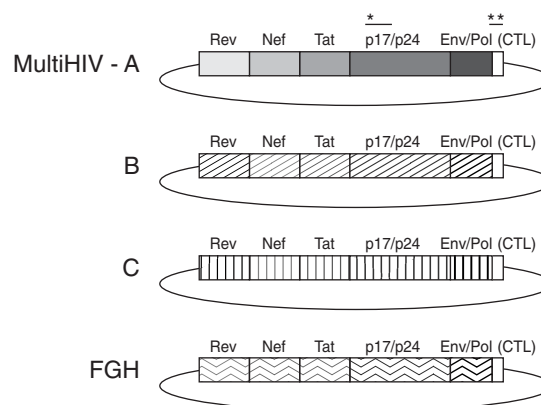 * **
Rev Nef Tat p17/p24 Env/Pol (CTL)
MultiHIV - A
Rev Nef Tat p17/p24 Env/Pol (CTL)
B
Rev Nef Tat p17/p24 Env/Pol (CTL)
C
Rev Nef Tat p17/p24 Env/Pol (CTL)
FGH